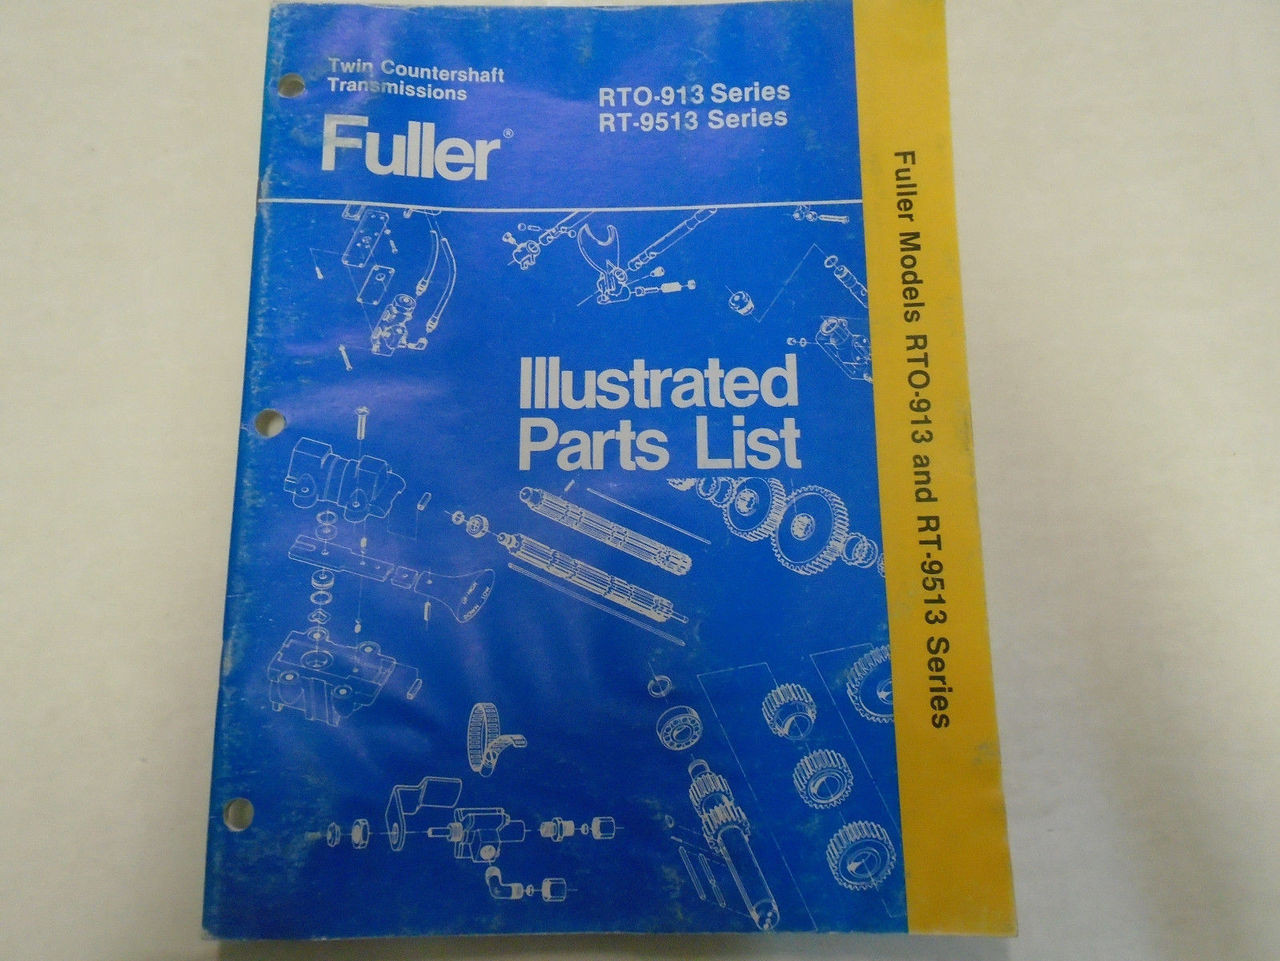 Twin Countershaft
Transmissions
Fuller®
RTO-913 Series
RT-9513 Series
Illustrated
Parts List
Fuller Models RTO-913 and RT-9513 Series